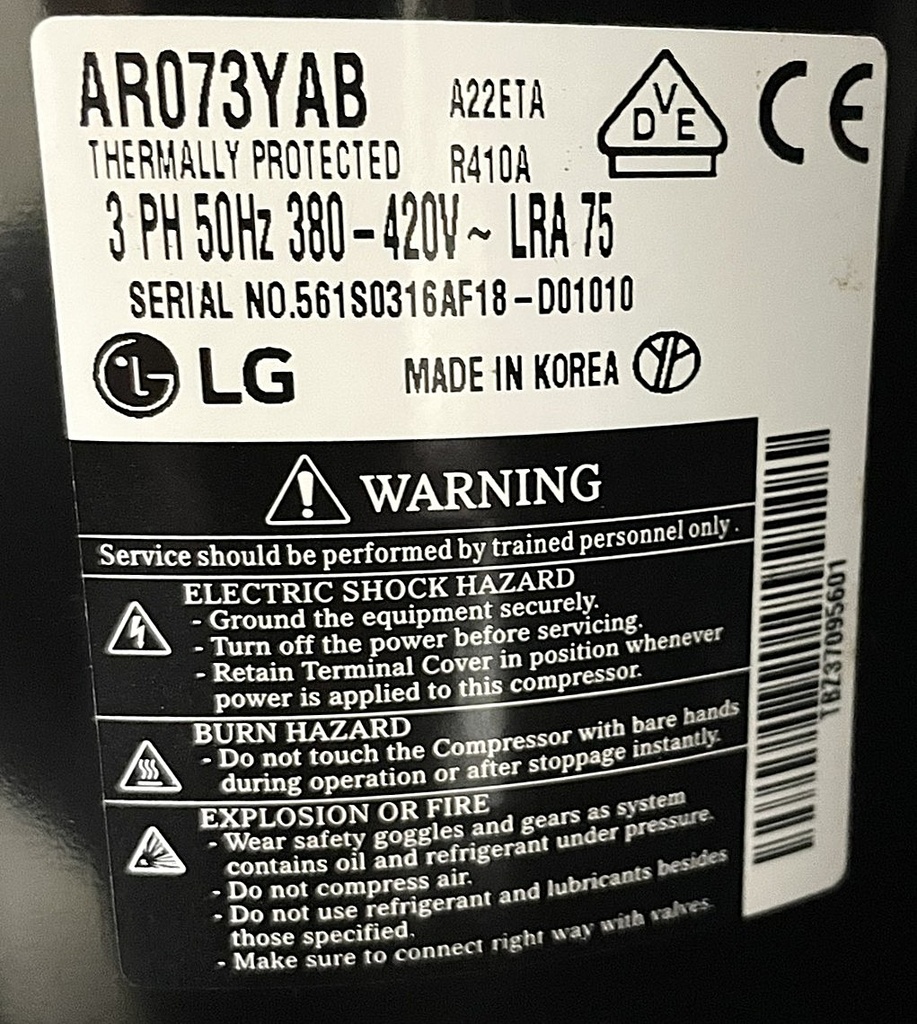 AR073YAB A22ETA DVE CE
THERMALLY PROTECTED R410A
3 PH 50Hz 380-420V~ LRA 75
SERIAL NO.561S0316AF18-D01010
LG MADE IN KOREA
WARNING
Service should be performed by trained personnel only.
ELECTRIC SHOCK HAZARD
- Ground the equipment securely.
- Turn off the power before servicing.
- Retain Terminal Cover in position whenever
power is applied to this compressor.
BURN HAZARD
- Do not touch the Compressor with bare hands
during operation or after stoppage instantly.
EXPLOSION OR FIRE
- Wear safety goggles and gears as system
contains oil and refrigerant under pressure.
- Do not compress air.
- Do not use refrigerant and lubricants besides
those specified.
- Make sure to connect right way with valves.
TBZ37095601